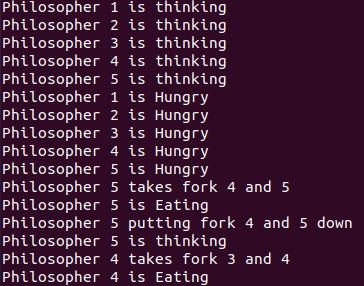 Philosopher 1 is thinking
Philosopher 2 is thinking
Philosopher 3 is thinking
Philosopher 4 is thinking
Philosopher 5 is thinking
Philosopher 1 is Hungry
Philosopher 2 is Hungry
Philosopher 3 is Hungry
Philosopher 4 is Hungry
Philosopher 5 is Hungry
Philosopher 5 takes fork 4 and 5
Philosopher 5 is Eating
Philosopher 5 putting fork 4 and 5 down
Philosopher 5 is thinking
Philosopher 4 takes fork 3 and 4
Philosopher 4 is Eating